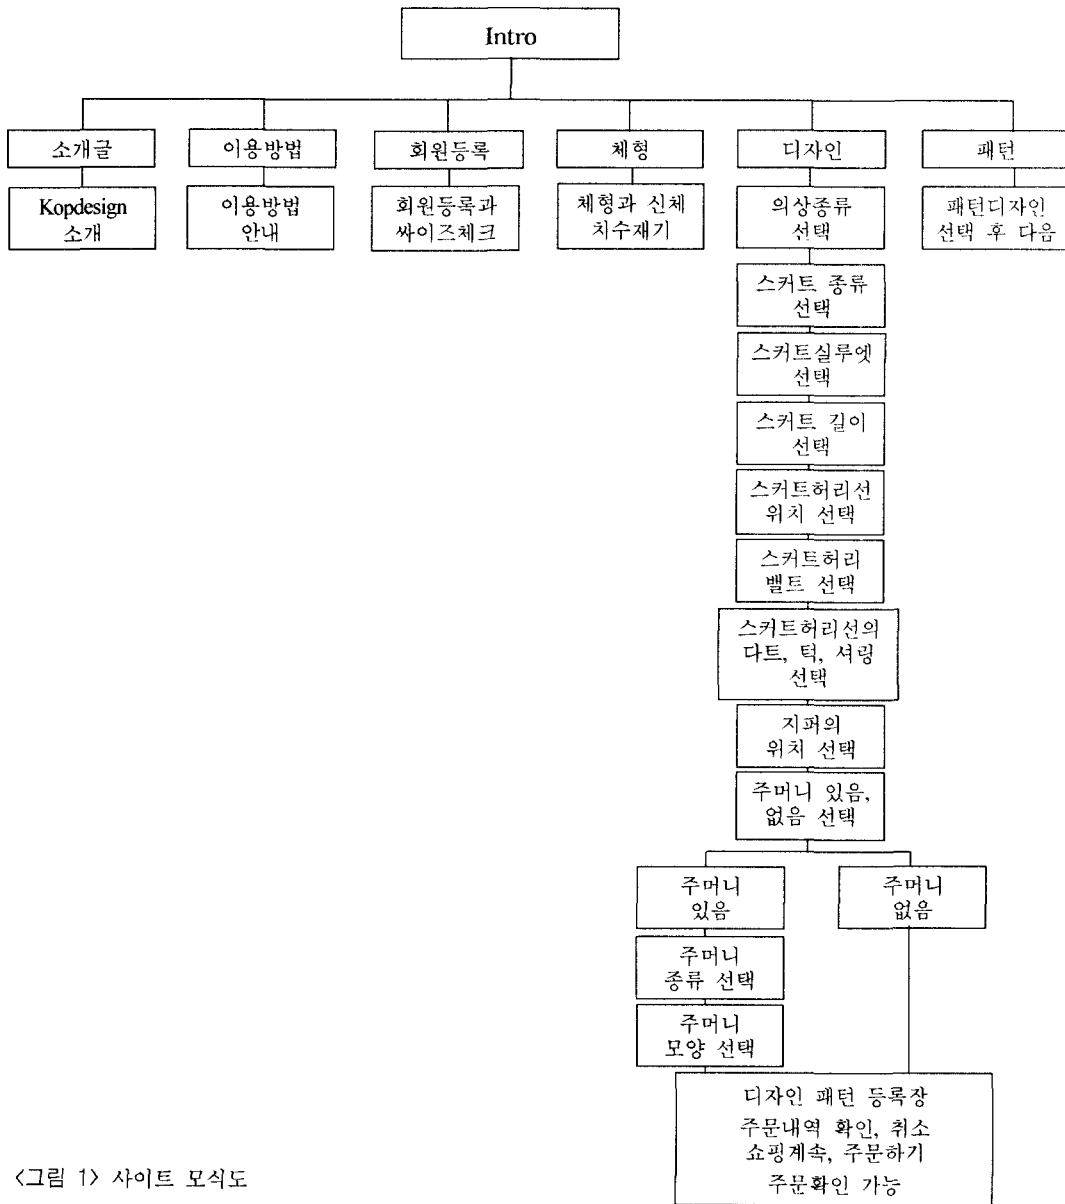 Intro
소개글
이용방법
회원등록
체형
디자인
패턴
Kopdesign
소개
이용방법
안내
회원등록과
싸이즈체크
체형과 신체
치수재기
의상종류
선택
패턴디자인
선택 후 다음
스커트 종류
선택
스커트실루엣
선택
스커트 길이
선택
스커트허리선
위치 선택
스커트허리
밸트 선택
스커트허리선의
다트, 턱, 셔링
선택
지퍼의
위치 선택
주머니 있음,
없음 선택
주머니
있음
주머니
없음
주머니
종류 선택
주머니
모양 선택
디자인 패턴 등록장
주문내역 확인, 취소
쇼핑계속, 주문하기
주문확인 가능
<그림 1> 사이트 모식도